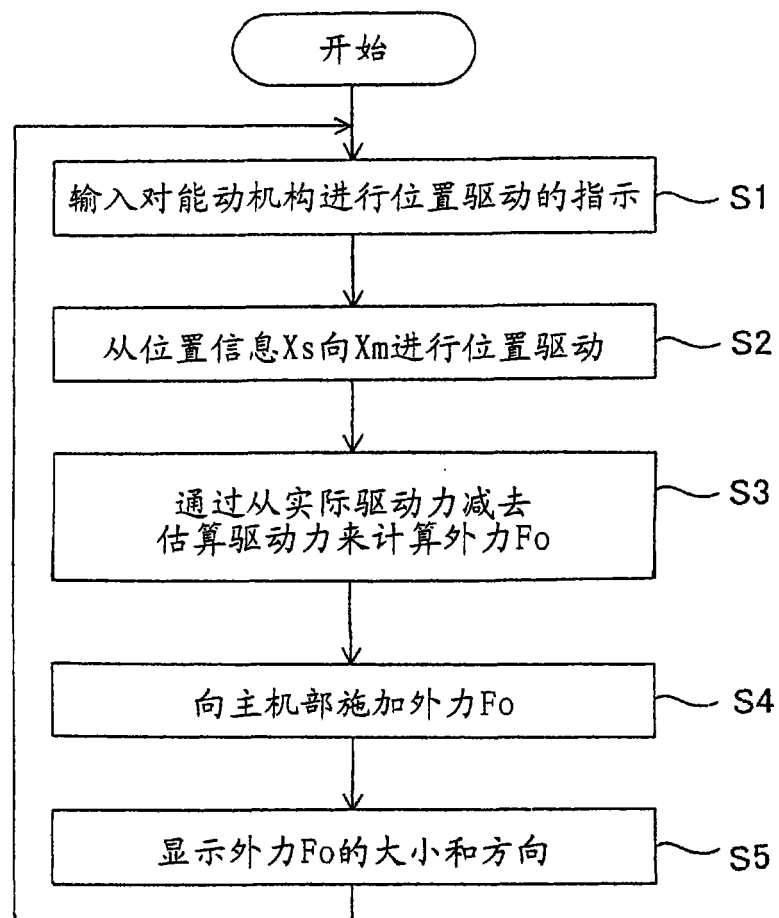 开始
输入对能动机构进行位置驱动的指示
S1
从位置信息Xs向Xm进行位置驱动
S2
通过从实际驱动力减去
估算驱动力来计算外力Fo
S3
向主机部施加外力Fo
S4
显示外力Fo的大小和方向
S5